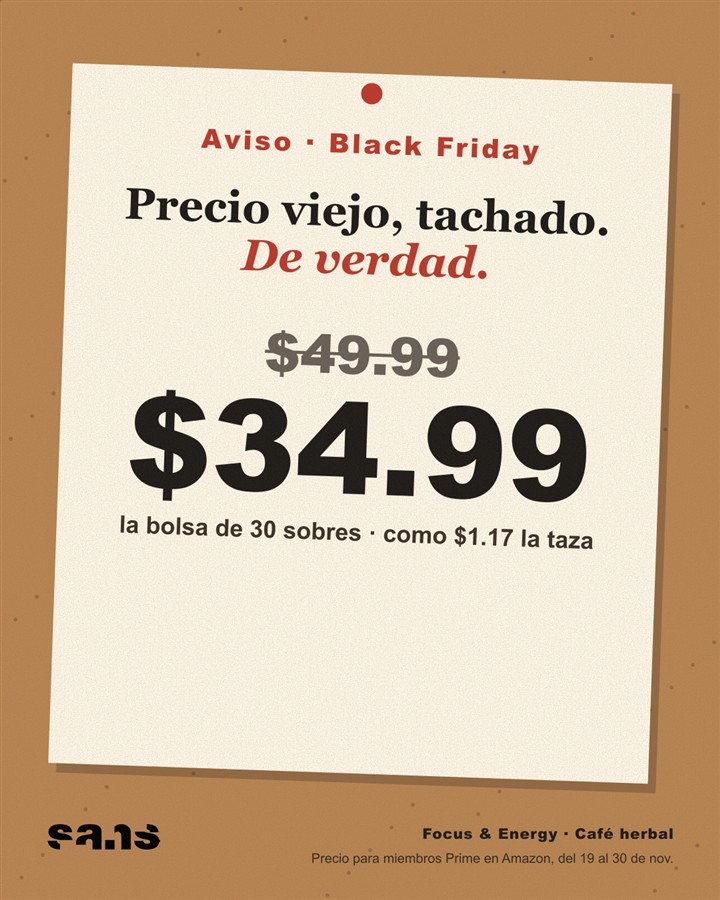 Aviso · Black Friday
Precio viejo, tachado.
De verdad.
$49.99
$34.99
la bolsa de 30 sobres · como $1.17 la taza
sans
Focus & Energy · Café herbal
Precio para miembros Prime en Amazon, del 19 al 30 de nov.